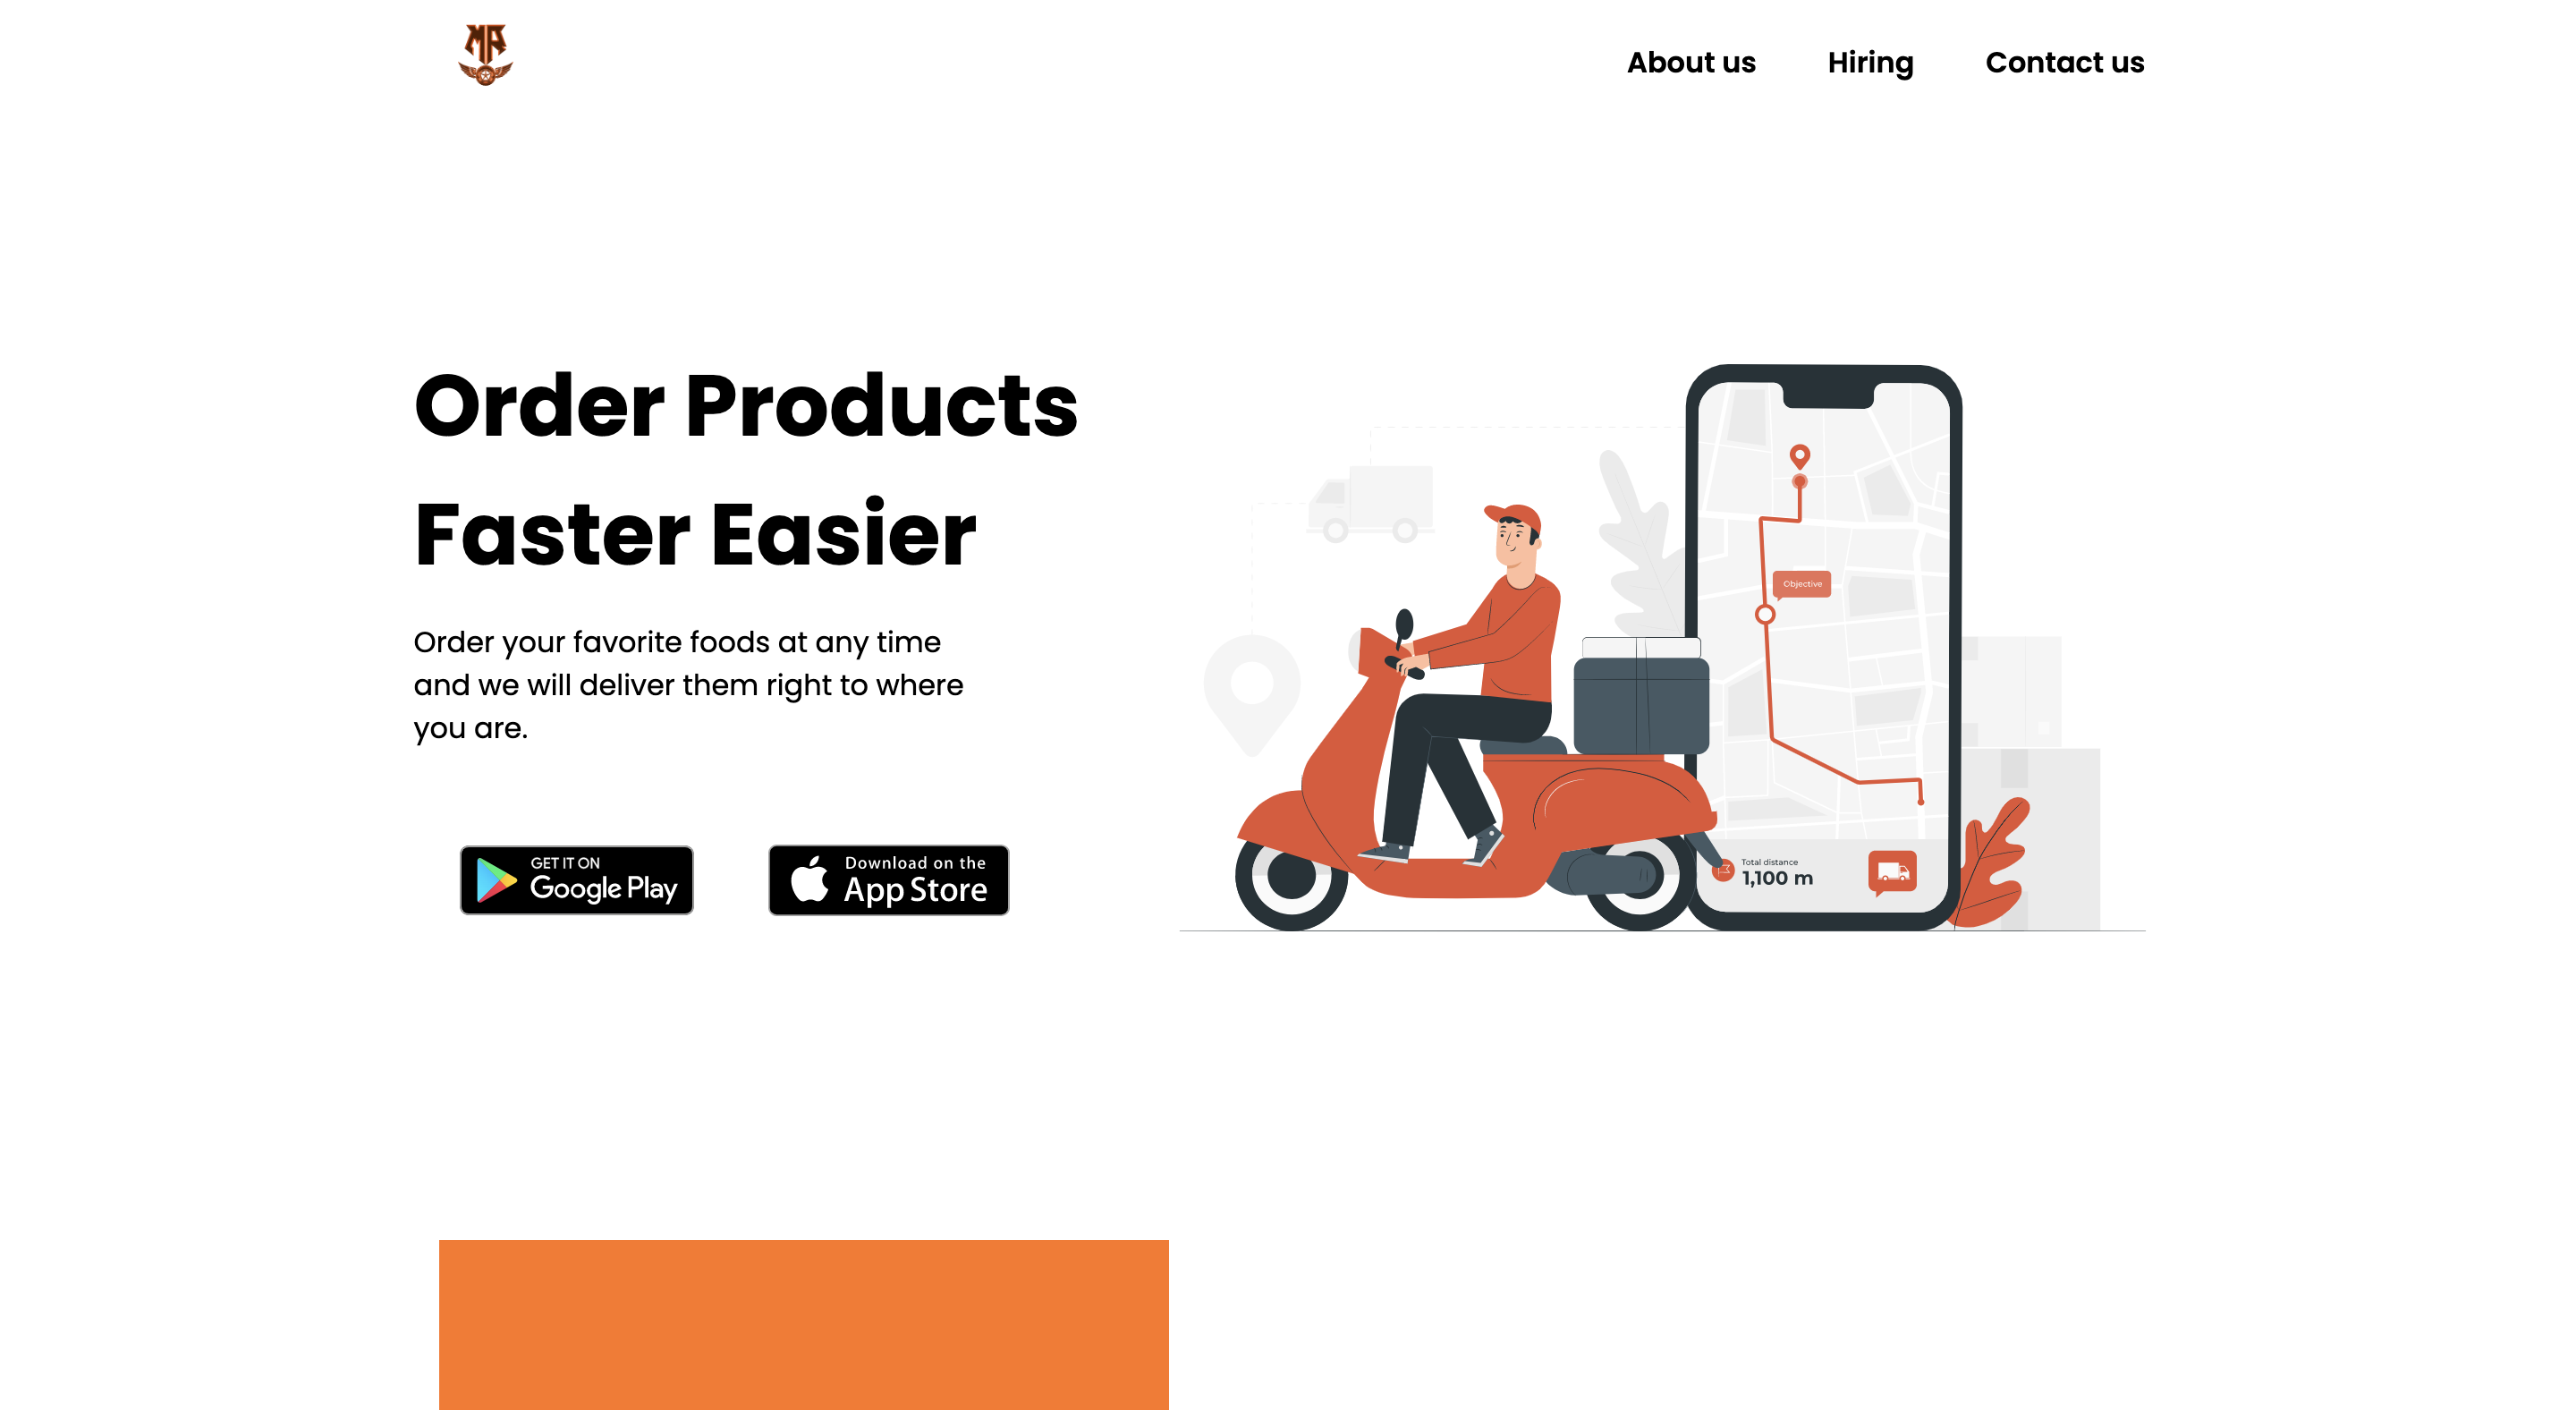 MR
About us
Hiring
Contact us
Order Products
Faster Easier
Order your favorite foods at any time
and we will deliver them right to where
you are.
GET IT ON
Google Play
Download on the
App Store
Objective
Total distance
1,100 m